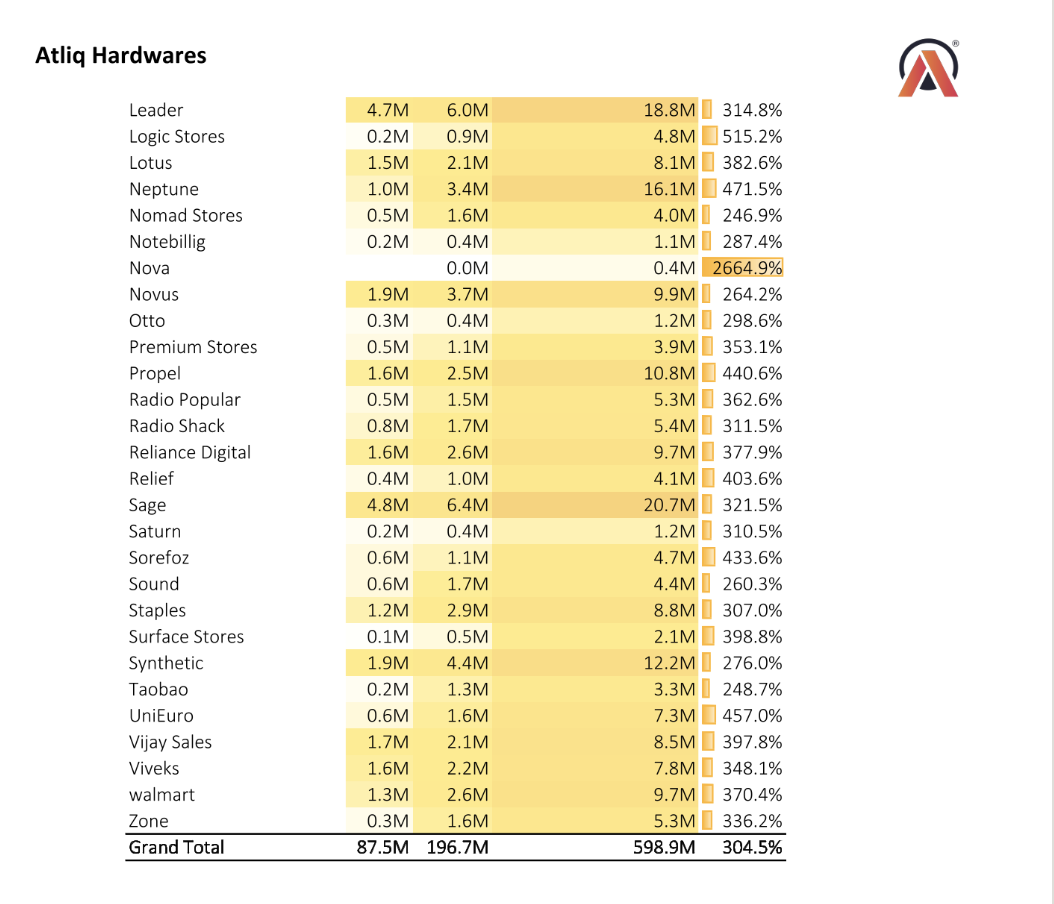 Atliq Hardwares
®
Leader 4.7M 6.0M 18.8M 314.8%
Logic Stores 0.2M 0.9M 4.8M 515.2%
Lotus 1.5M 2.1M 8.1M 382.6%
Neptune 1.0M 3.4M 16.1M 471.5%
Nomad Stores 0.5M 1.6M 4.0M 246.9%
Notebillig 0.2M 0.4M 1.1M 287.4%
Nova 0.0M 0.4M 2664.9%
Novus 1.9M 3.7M 9.9M 264.2%
Otto 0.3M 0.4M 1.2M 298.6%
Premium Stores 0.5M 1.1M 3.9M 353.1%
Propel 1.6M 2.5M 10.8M 440.6%
Radio Popular 0.5M 1.5M 5.3M 362.6%
Radio Shack 0.8M 1.7M 5.4M 311.5%
Reliance Digital 1.6M 2.6M 9.7M 377.9%
Relief 0.4M 1.0M 4.1M 403.6%
Sage 4.8M 6.4M 20.7M 321.5%
Saturn 0.2M 0.4M 1.2M 310.5%
Sorefoz 0.6M 1.1M 4.7M 433.6%
Sound 0.6M 1.7M 4.4M 260.3%
Staples 1.2M 2.9M 8.8M 307.0%
Surface Stores 0.1M 0.5M 2.1M 398.8%
Synthetic 1.9M 4.4M 12.2M 276.0%
Taobao 0.2M 1.3M 3.3M 248.7%
UniEuro 0.6M 1.6M 7.3M 457.0%
Vijay Sales 1.7M 2.1M 8.5M 397.8%
Viveks 1.6M 2.2M 7.8M 348.1%
walmart 1.3M 2.6M 9.7M 370.4%
Zone 0.3M 1.6M 5.3M 336.2%
Grand Total 87.5M 196.7M 598.9M 304.5%